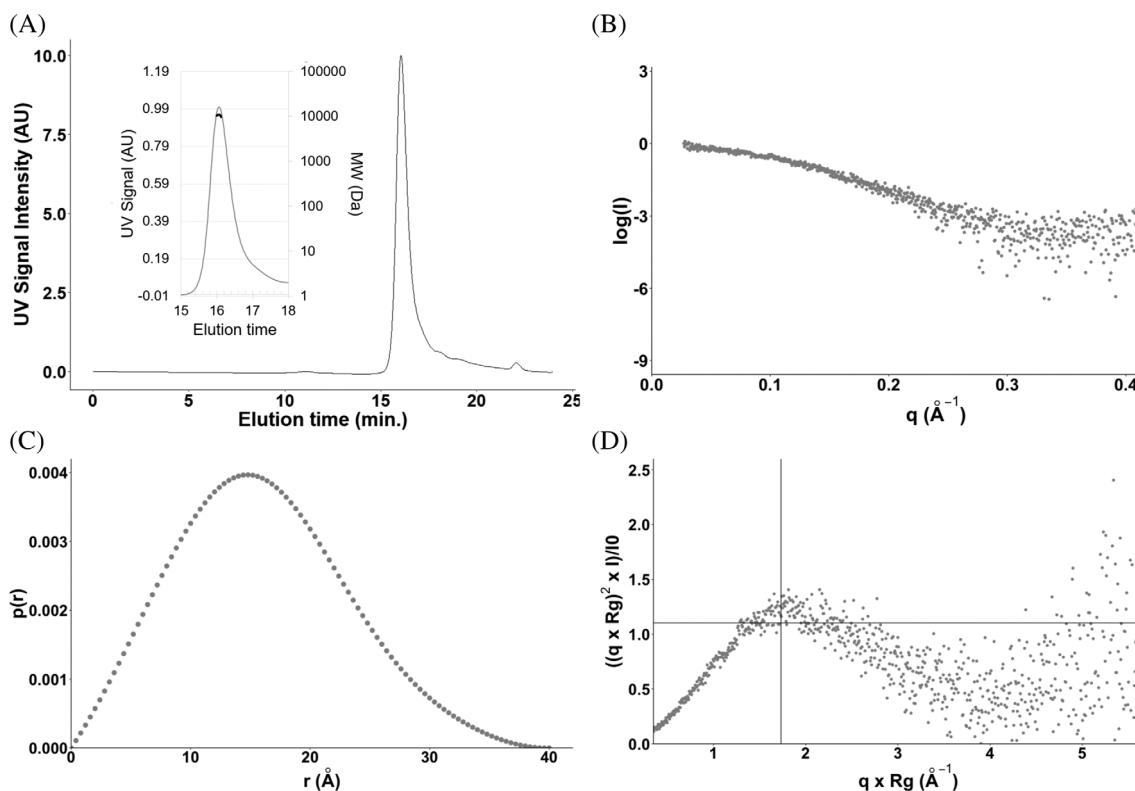 (A)
10.0
7.5
5.0
2.5
0.0
UV Signal Intensity (AU)
0 5 10 15 20 25
Elution time (min.)
1.19
0.99
0.79
0.59
0.39
0.19
-0.01
UV Signal (AU)
100000
10000
1000
100
10
1
MW (Da)
15 16 17 18
Elution time
(B)
3
0
-3
-6
-9
log(I)
0.0 0.1 0.2 0.3 0.4
q (Å⁻¹)
(C)
0.004
0.003
0.002
0.001
0.000
p(r)
0 10 20 30 40
r (Å)
(D)
2.5
2.0
1.5
1.0
0.5
0.0
((q x Rg)² x I)/I0
1 2 3 4 5
q x Rg (Å⁻¹)